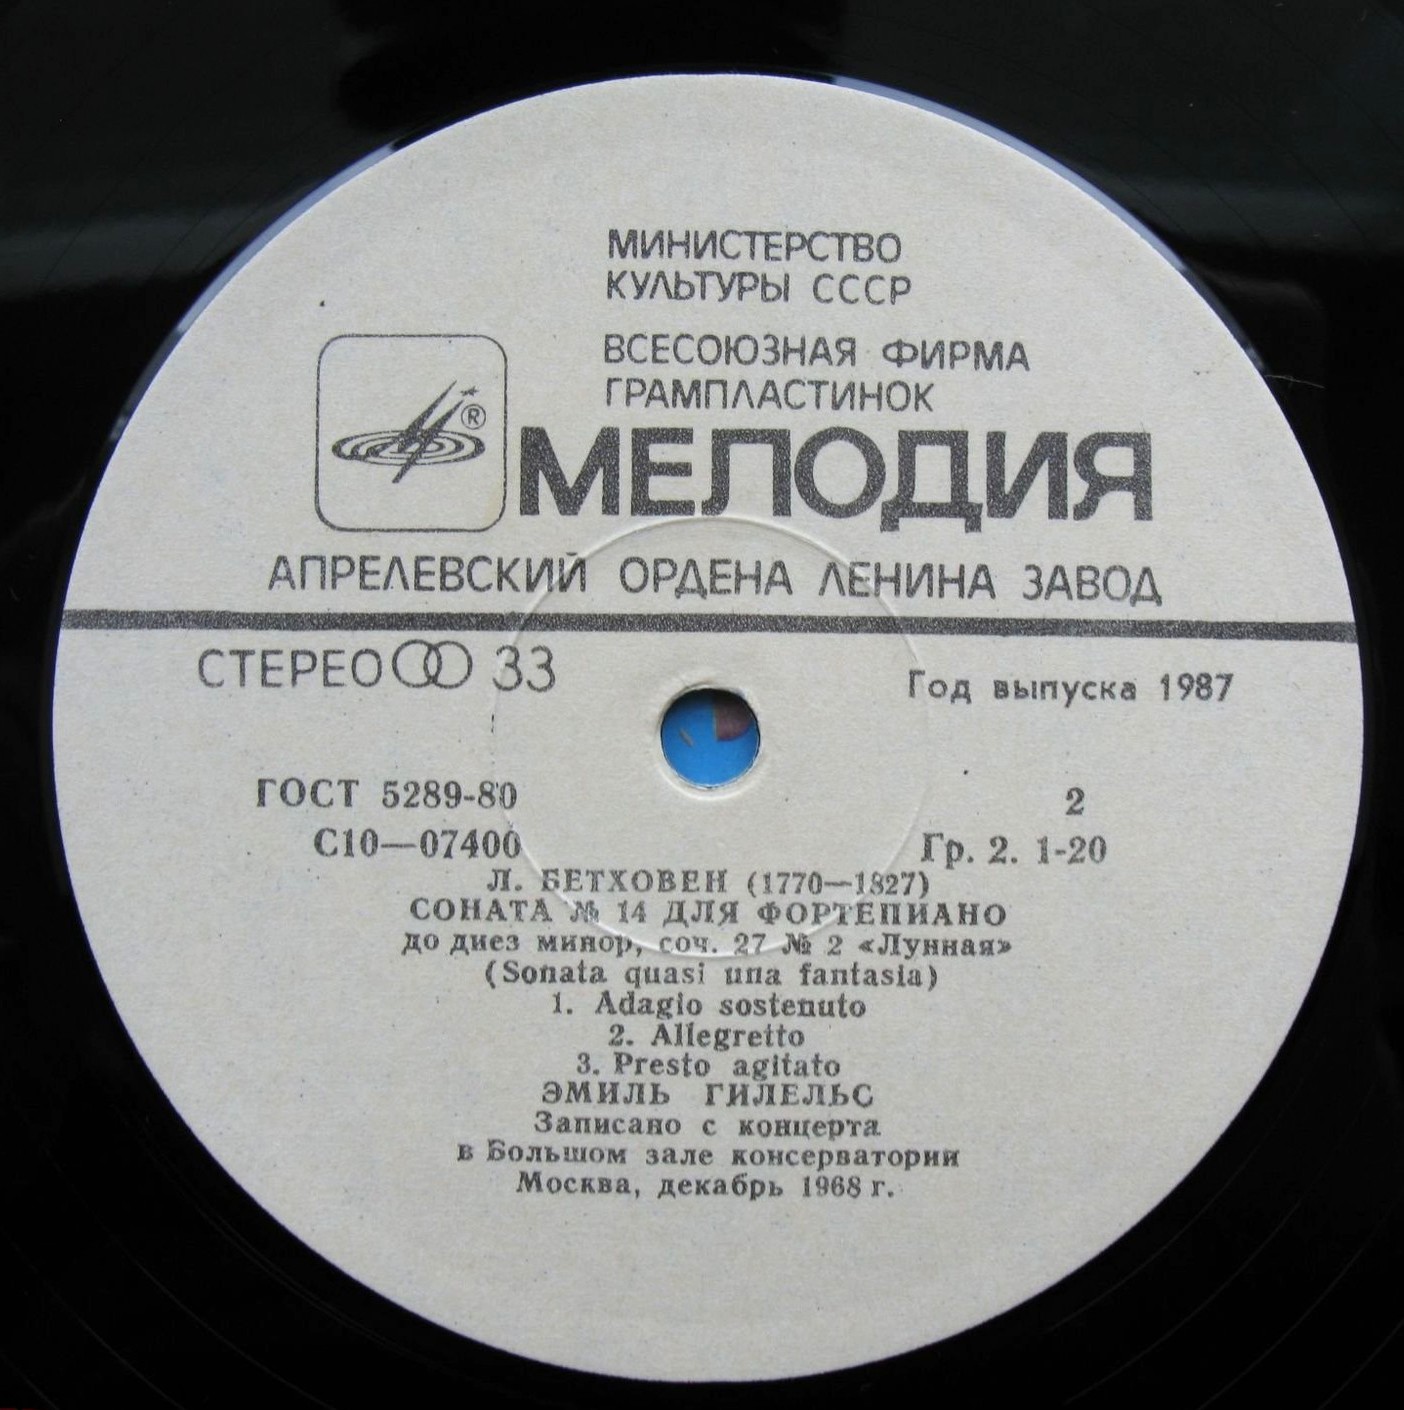 МИНИСТЕРСТВО
КУЛЬТУРЫ СССР
ВСЕСОЮЗНАЯ ФИРМА
ГРАМПЛАСТИНОК
®
МЕЛОДИЯ
АПРЕЛЕВСКИЙ ОРДЕНА ЛЕНИНА ЗАВОД
СТЕРЕО 33
Год выпуска 1987
ГОСТ 5289-80
2
С10—07400
Гр. 2. 1-20
Л. БЕТХОВЕН (1770—1827)
СОНАТА № 14 ДЛЯ ФОРТЕПИАНО
до диез минор, соч. 27 № 2 «Лунная»
(Sonata quasi una fantasia)
1. Adagio sostenuto
2. Allegretto
3. Presto agitato
ЭМИЛЬ ГИЛЕЛЬС
Записано с концерта
в Большом зале консерватории
Москва, декабрь 1968 г.